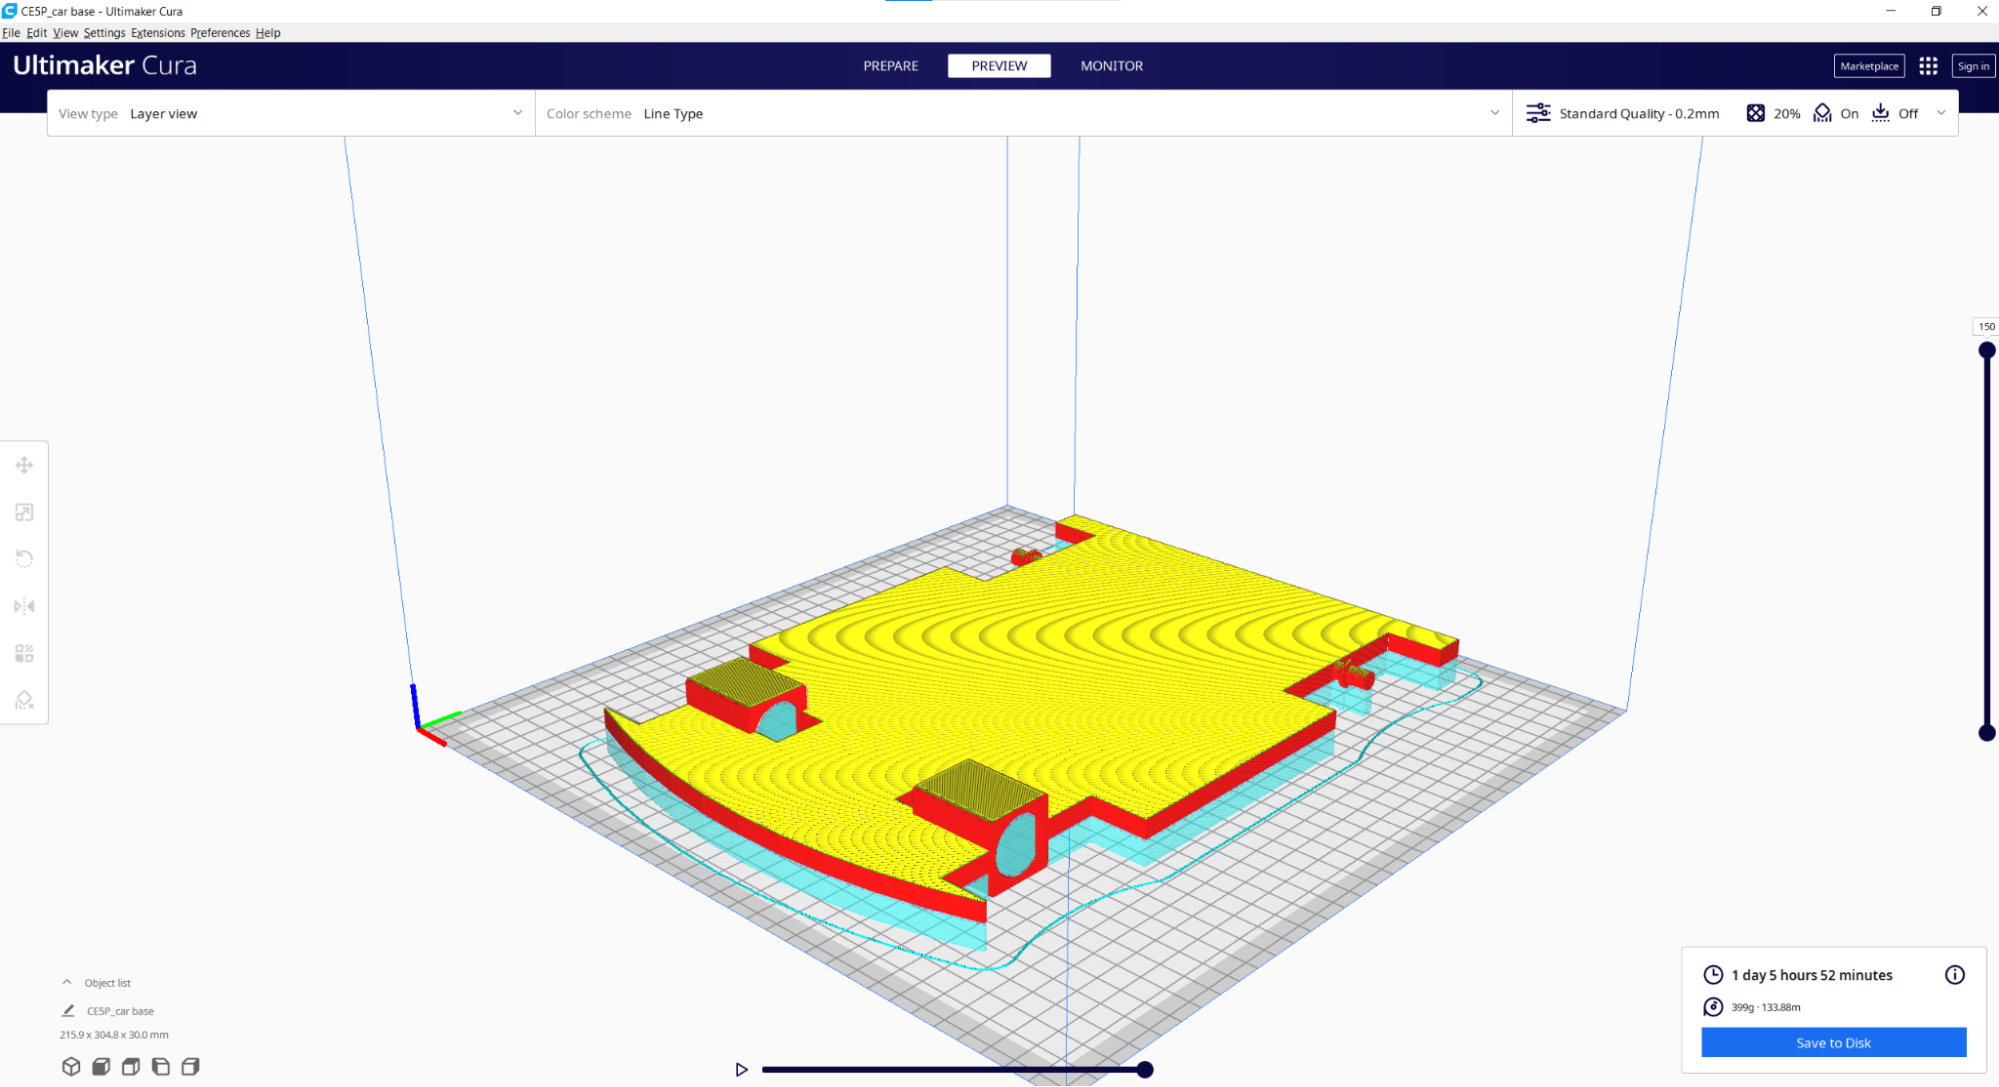 CE5P_car base - Ultimaker Cura
File Edit View Settings Extensions Preferences Help
Ultimaker Cura
PREPARE PREVIEW MONITOR
Marketplace Sign in
View type Layer view
Color scheme Line Type
Standard Quality - 0.2mm 20% On Off
150
Object list
CE5P_car base
215.9 x 304.8 x 30.0 mm
1 day 5 hours 52 minutes
399g · 133.88m
Save to Disk